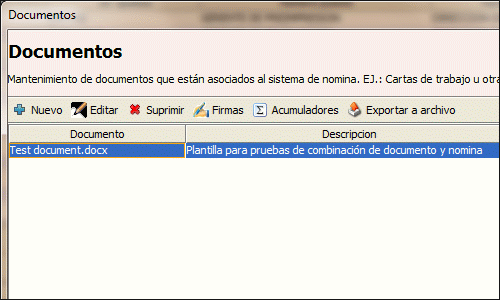 Documentos
Documentos
Mantenimiento de documentos que están asociados al sistema de nomina. EJ.: Cartas de trabajo u otra
Nuevo Editar Suprimir Firmas Acumuladores Exportar a archivo
Documento Descripcion
Test document.docx Plantilla para pruebas de combinación de documento y nomina